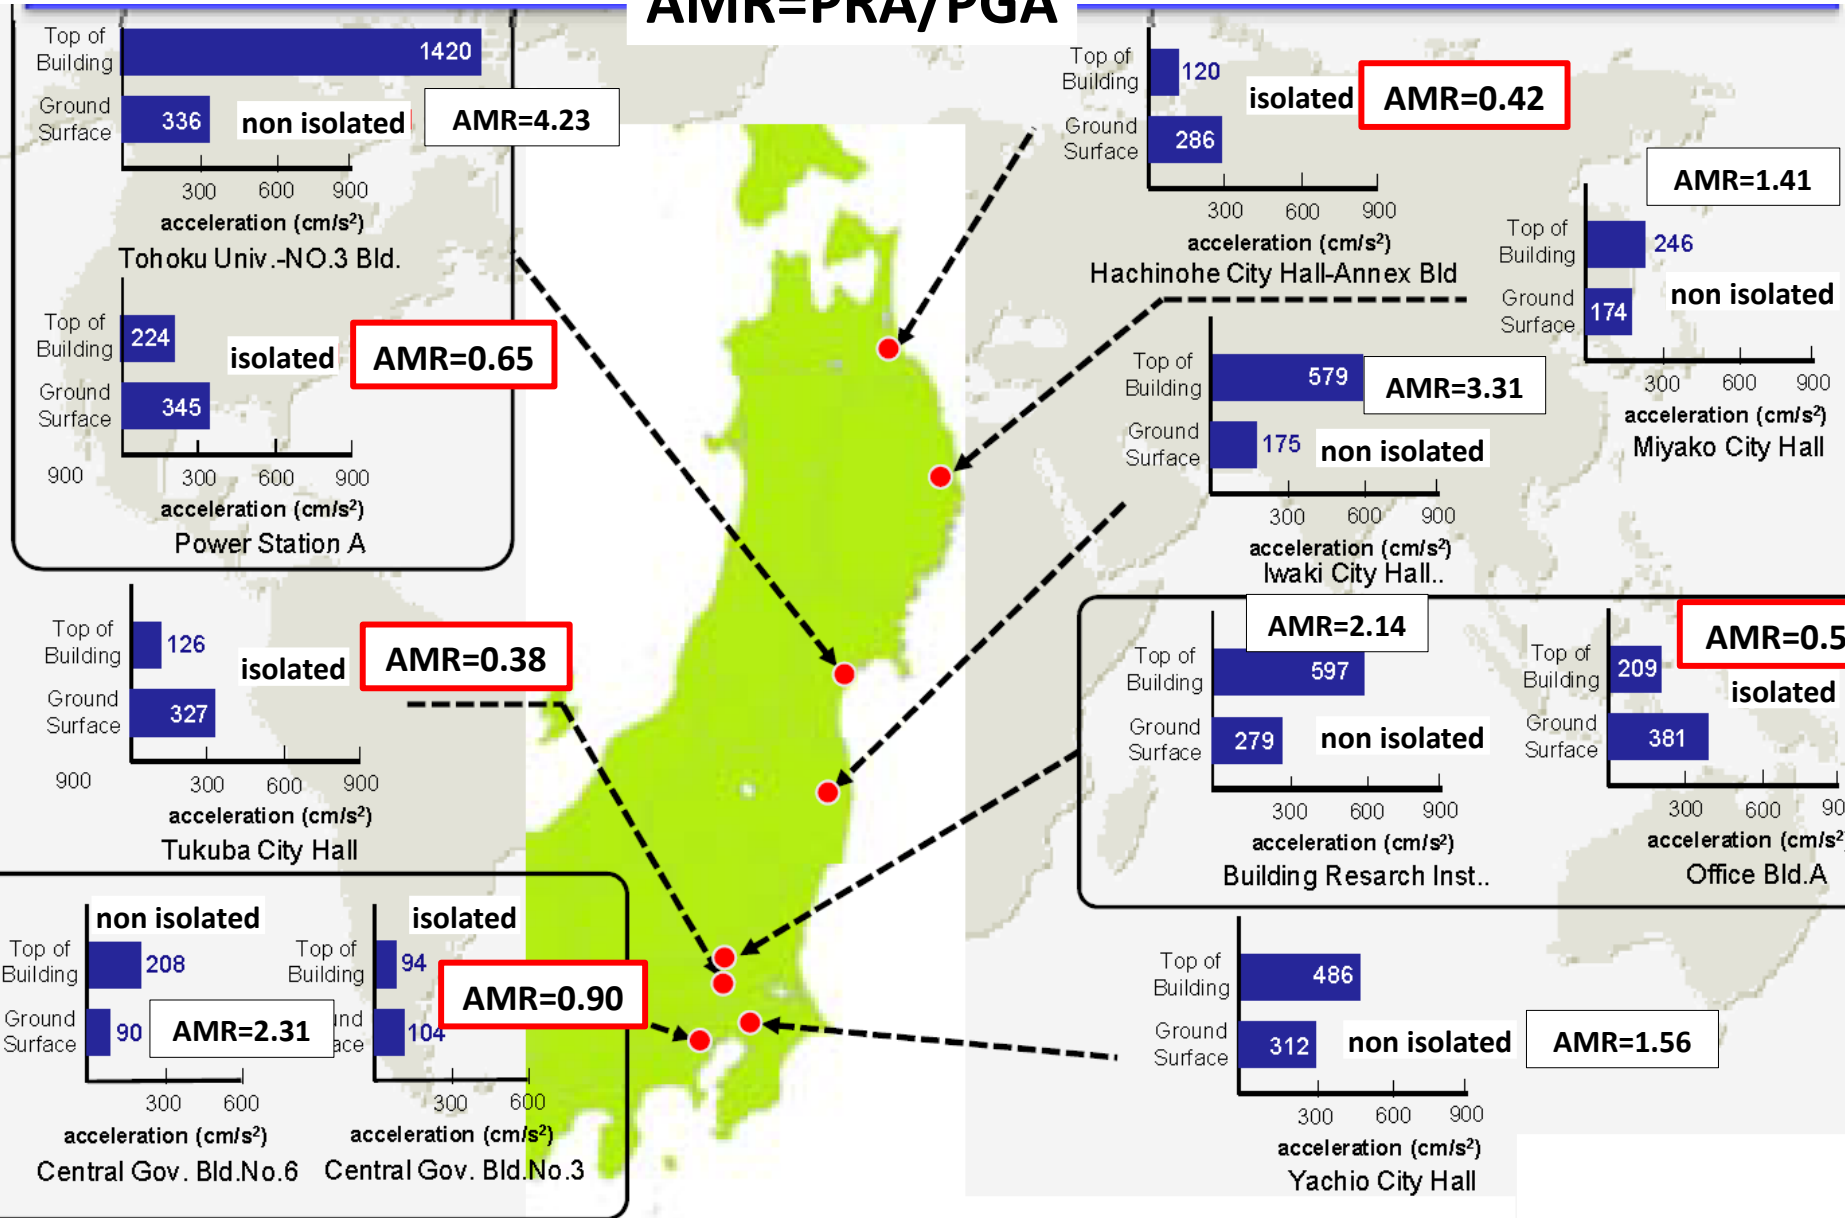 AMR=PRA/PGA
Top of
Building
1420
Ground
Surface
336
non isolated
AMR=4.23
300 600 900
acceleration (cm/s²)
Tohoku Univ.-NO.3 Bld.
Top of
Building
224
isolated
AMR=0.65
Ground
Surface
345
900 300 600 900
acceleration (cm/s²)
Power Station A
Top of
Building
126
isolated
AMR=0.38
Ground
Surface
327
900 300 600 900
acceleration (cm/s²)
Tukuba City Hall
non isolated
Top of
Building
208
Ground
Surface
90
AMR=2.31
300 600
acceleration (cm/s²)
Central Gov. Bld.No.6
isolated
Top of
Building
94
AMR=0.90
und
ace
104
300 600
acceleration (cm/s²)
Central Gov. Bld.No.3
Top of
Building
120
isolated
AMR=0.42
Ground
Surface
286
300 600 900
acceleration (cm/s²)
Hachinohe City Hall-Annex Bld
AMR=1.41
Top of
Building
246
non isolated
Ground
Surface
174
300 600 900
acceleration (cm/s²)
Miyako City Hall
Top of
Building
579
AMR=3.31
Ground
Surface
175
non isolated
300 600 900
acceleration (cm/s²)
Iwaki City Hall..
AMR=2.14
Top of
Building
597
Ground
Surface
279
non isolated
300 600 900
acceleration (cm/s²)
Building Resarch Inst..
AMR=0.5
Top of
Building
209
isolated
Ground
Surface
381
300 600 90
acceleration (cm/s²
Office Bld.A
Top of
Building
486
Ground
Surface
312
non isolated
AMR=1.56
300 600 900
acceleration (cm/s²)
Yachio City Hall